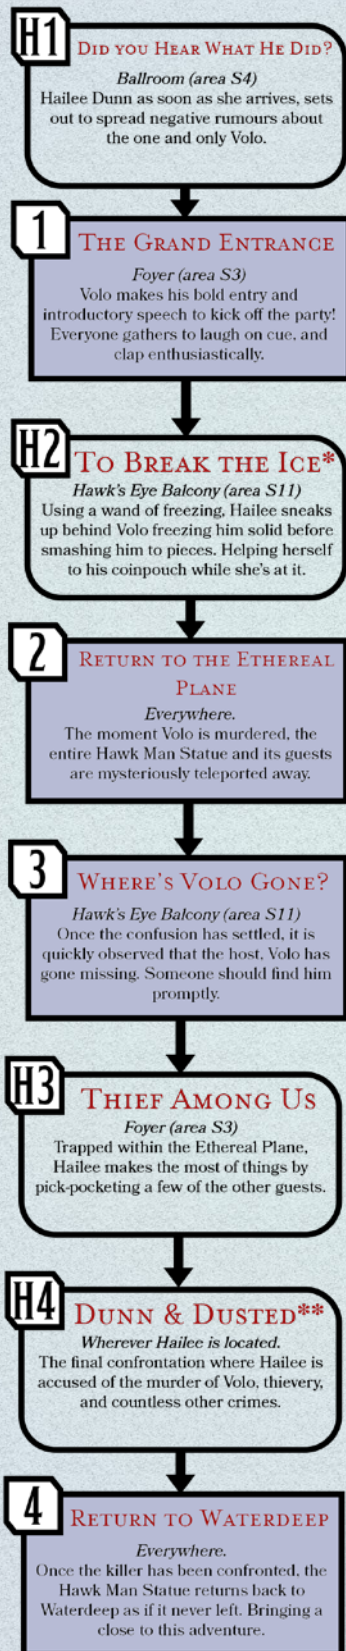 H1
DID YOU HEAR WHAT HE DID?
Ballroom (area S4)
Hailee Dunn as soon as she arrives, sets
out to spread negative rumours about
the one and only Volo.
1
THE GRAND ENTRANCE
Foyer (area S3)
Volo makes his bold entry and
introductory speech to kick off the party!
Everyone gathers to laugh on cue, and
clap enthusiastically.
H2
TO BREAK THE ICE*
Hawk's Eye Balcony (area S11)
Using a wand of freezing, Hailee sneaks
up behind Volo freezing him solid before
smashing him to pieces. Helping herself
to his coinpouch while she's at it.
2
RETURN TO THE ETHEREAL
PLANE
Everywhere.
The moment Volo is murdered, the
entire Hawk Man Statue and its guests
are mysteriously teleported away.
3
WHERE'S VOLO GONE?
Hawk's Eye Balcony (area S11)
Once the confusion has settled, it is
quickly observed that the host, Volo has
gone missing. Someone should find him
promptly.
H3
THIEF AMONG US
Foyer (area S3)
Trapped within the Ethereal Plane,
Hailee makes the most of things by
pick-pocketing a few of the other guests.
H4
DUNN & DUSTED**
Wherever Hailee is located.
The final confrontation where Hailee is
accused of the murder of Volo, thievery,
and countless other crimes.
4
RETURN TO WATERDEEP
Everywhere.
Once the killer has been confronted, the
Hawk Man Statue returns back to
Waterdeep as if it never left. Bringing a
close to this adventure.